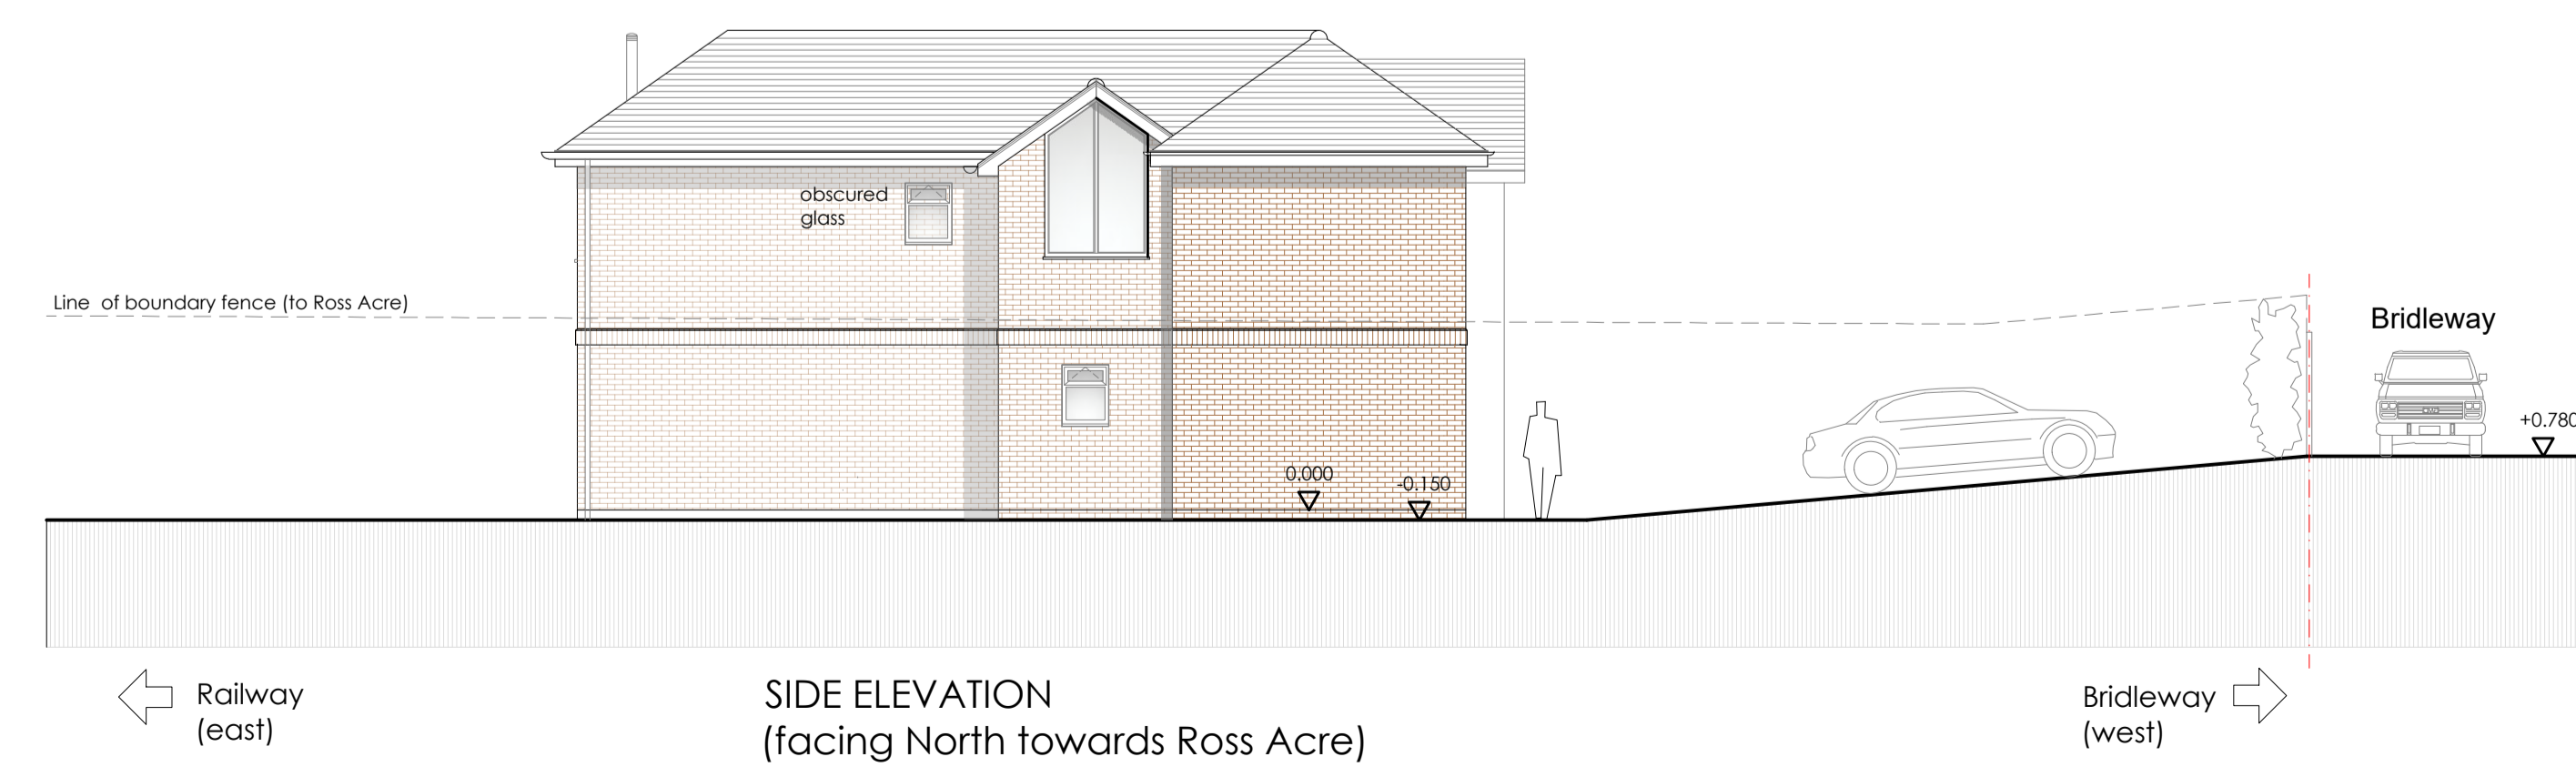 obscured
glass
Line of boundary fence (to Ross Acre)
Bridleway
+0.780
0.000
-0.150
Railway
(east)
SIDE ELEVATION
(facing North towards Ross Acre)
Bridleway
(west)